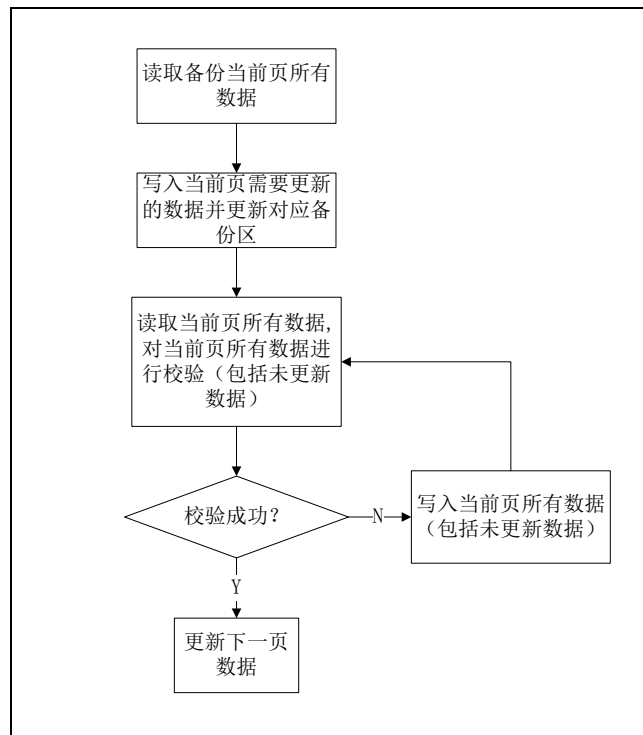 读取备份当前页所有
数据
写入当前页需要更新
的数据并更新对应备
份区
读取当前页所有数据,
对当前页所有数据进
行校验（包括未更新
数据）
校验成功?
N
写入当前页所有数据
（包括未更新数据）
Y
更新下一页
数据